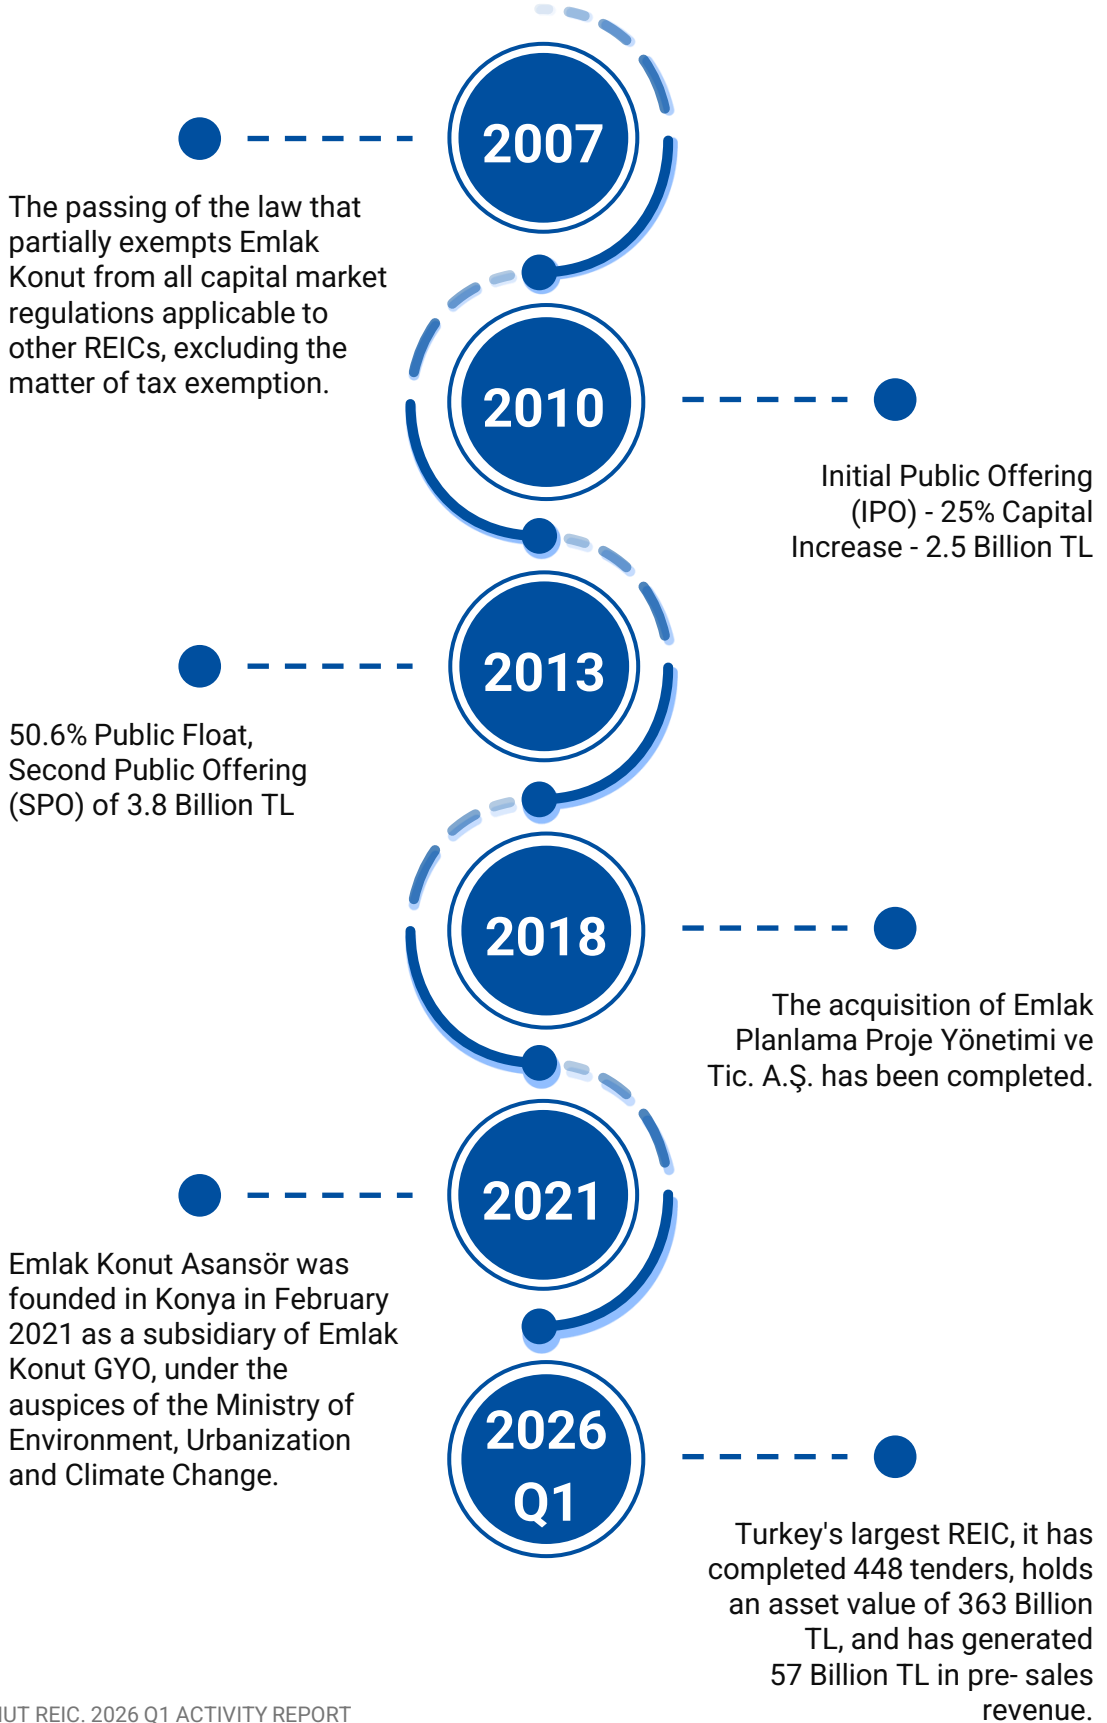 2007
The passing of the law that
partially exempts Emlak
Konut from all capital market
regulations applicable to
other REICs, excluding the
matter of tax exemption.
2010
Initial Public Offering
(IPO) - 25% Capital
Increase - 2.5 Billion TL
2013
50.6% Public Float,
Second Public Offering
(SPO) of 3.8 Billion TL
2018
The acquisition of Emlak
Planlama Proje Yönetimi ve
Tic. A.Ş. has been completed.
2021
Emlak Konut Asansör was
founded in Konya in February
2021 as a subsidiary of Emlak
Konut GYO, under the
auspices of the Ministry of
Environment, Urbanization
and Climate Change.
2026
Q1
Turkey's largest REIC, it has
completed 448 tenders, holds
an asset value of 363 Billion
TL, and has generated
57 Billion TL in pre- sales
revenue.
REIC. 2026 Q1 ACTIVITY REPORT